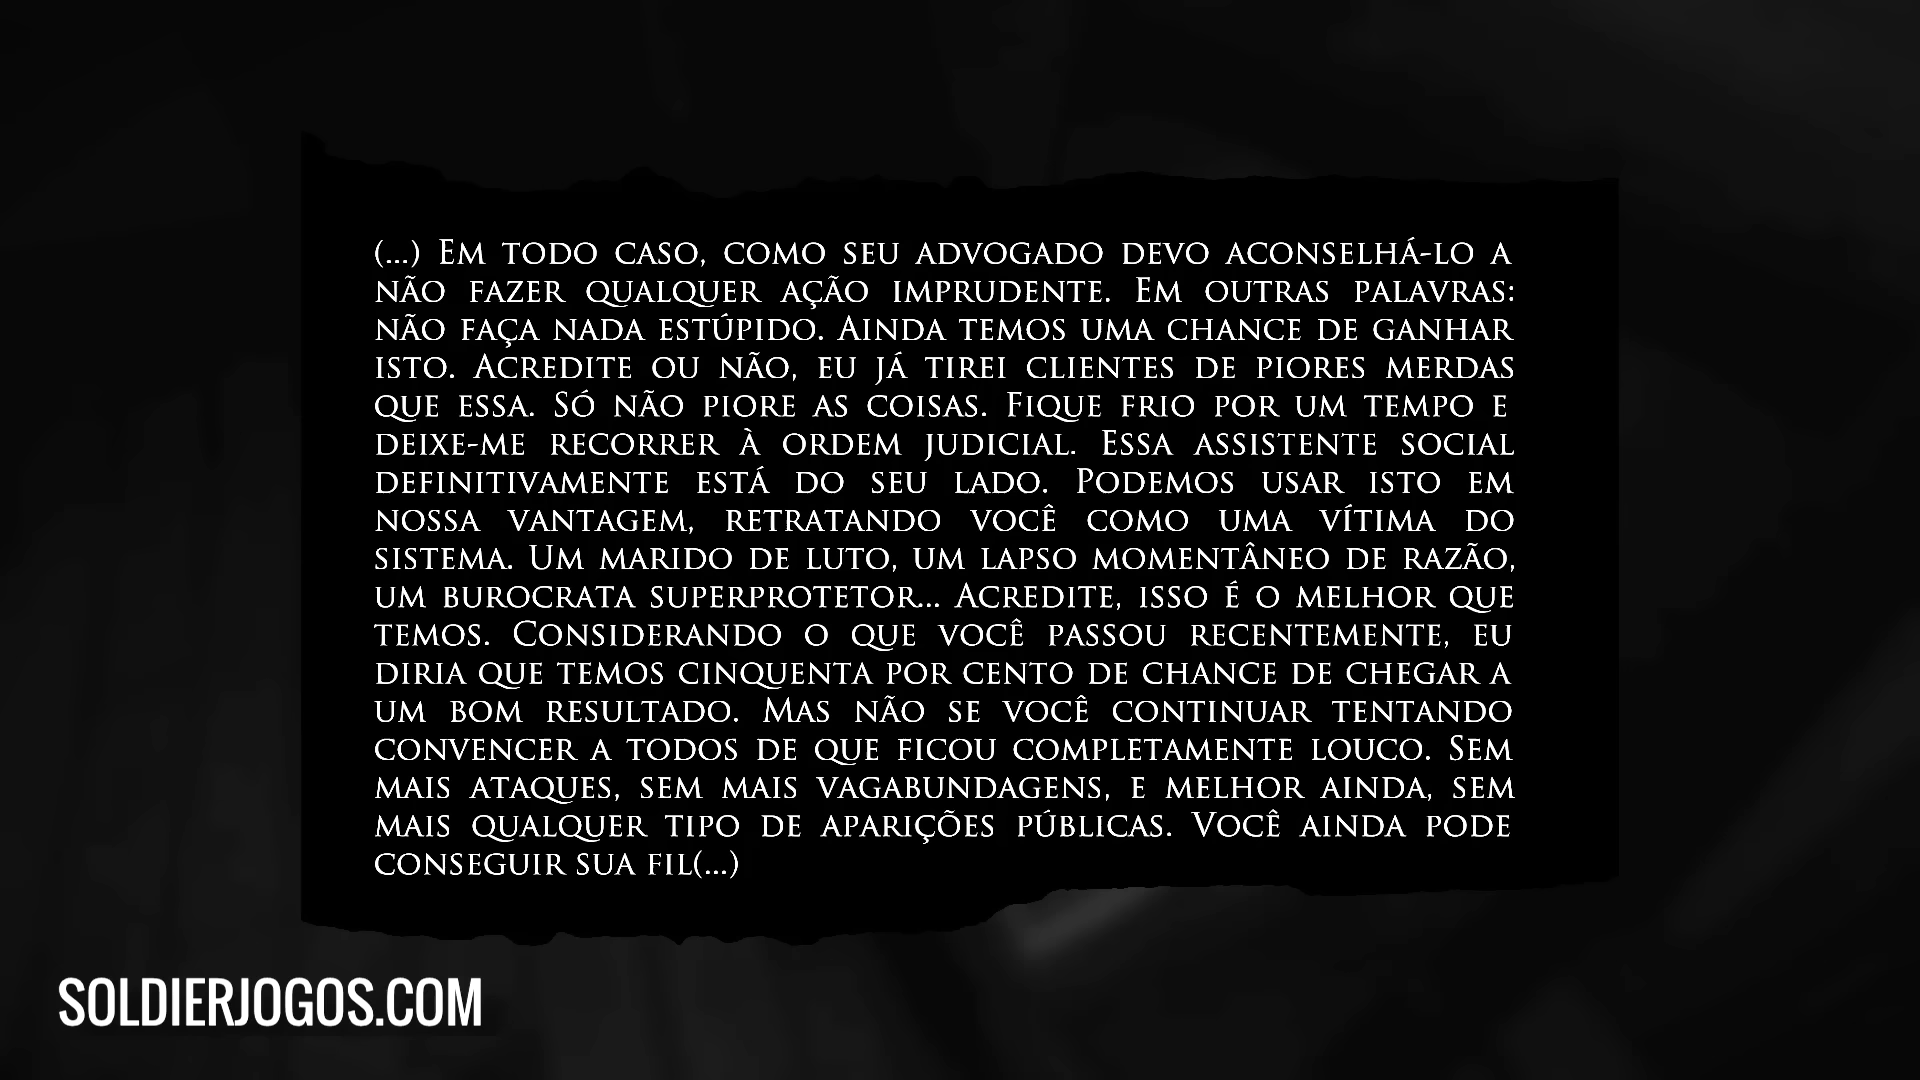 (...) Em todo caso, como seu advogado devo aconselhá-lo a
não fazer qualquer ação imprudente. Em outras palavras:
não faça nada estúpido. Ainda temos uma chance de ganhar
isto. Acredite ou não, eu já tirei clientes de piores merdas
que essa. Só não piore as coisas. Fique frio por um tempo e
deixe-me recorrer à ordem judicial. Essa assistente social
definitivamente está do seu lado. Podemos usar isto em
nossa vantagem, retratando você como uma vítima do
sistema. Um marido de luto, um lapso momentâneo de razão,
um burocrata superprotetor... Acredite, isso é o melhor que
temos. Considerando o que você passou recentemente, eu
diria que temos cinquenta por cento de chance de chegar a
um bom resultado. Mas não se você continuar tentando
convencer a todos de que ficou completamente louco. Sem
mais ataques, sem mais vagabundagens, e melhor ainda, sem
mais qualquer tipo de aparições públicas. Você ainda pode
conseguir sua fil(...)
SOLDIERJOGOS.COM